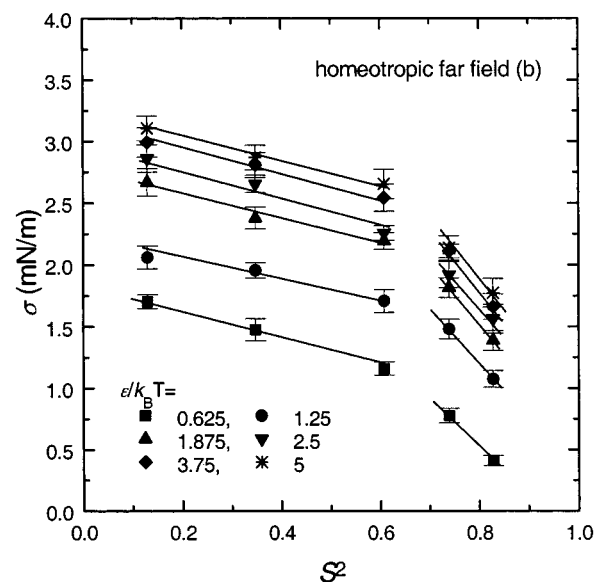 4.0
homeotropic far field (b)
3.5
3.0
2.5
2.0
1.5
1.0
0.5
0.0
σ (mN/m)
ε/k_BT=
0.625, 1.25
1.875, 2.5
3.75, 5
0.0 0.2 0.4 0.6 0.8 1.0
S²